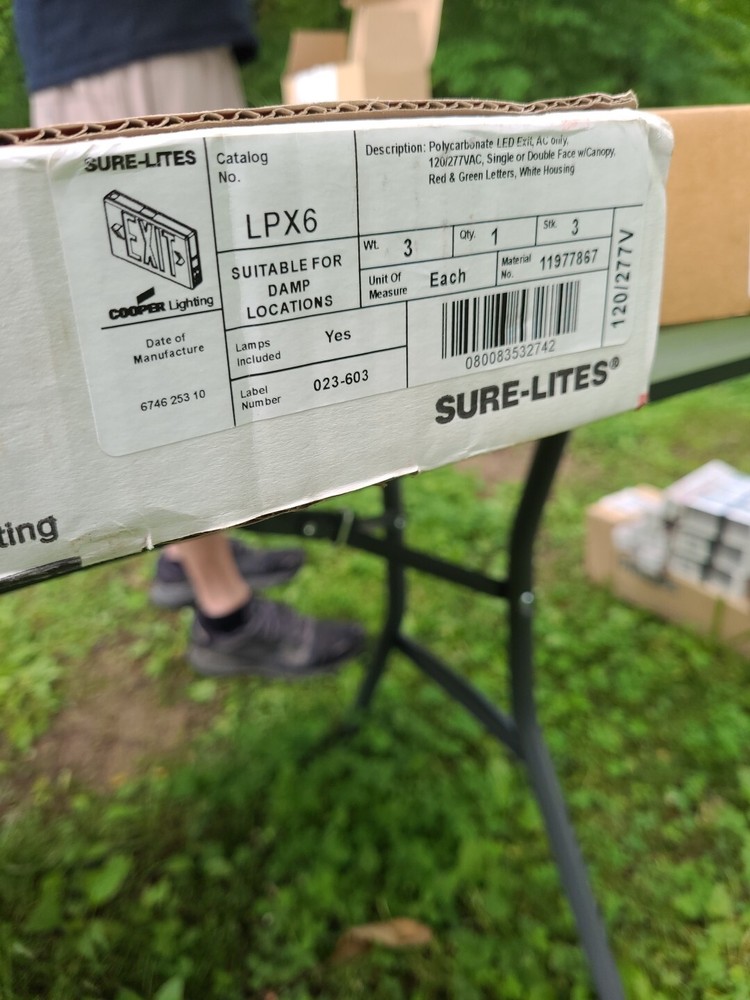 SURE-LITES
EXIT
COOPER Lighting
Date of
Manufacture
6746 253 10
Catalog
No.
LPX6
SUITABLE FOR
DAMP
LOCATIONS
Lamps
Included
Yes
Label
Number
023-603
Description: Polycarbonate LED Exit, AC only,
120/277VAC, Single or Double Face w/Canopy,
Red & Green Letters, White Housing
Wt. 3
Qty. 1
Stk. 3
Unit Of
Measure
Each
Material
No.
11977867
080083532742
120/277V
SURE-LITES®
ting